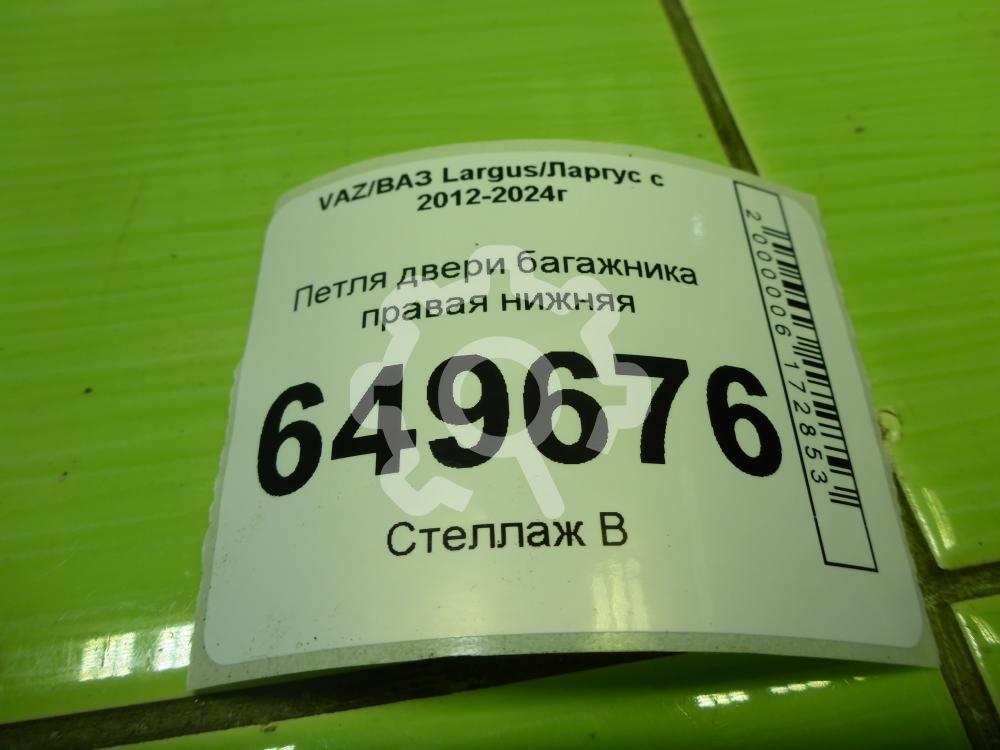 VAZ/ВАЗ Largus/Ларгус с
2012-2024г
Петля двери багажника
правая нижняя
649676
Стеллаж В
2000006172853